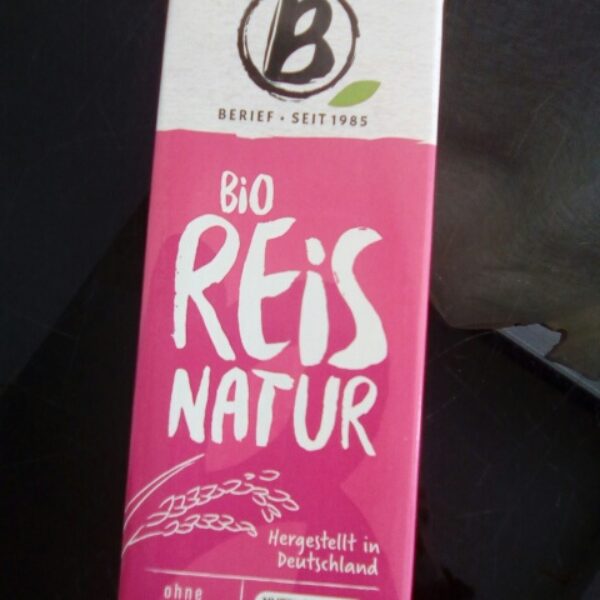 B
BERIEF · SEIT 1985
BiO
REiS
NATUR
Hergestellt in
Deutschland
ohne